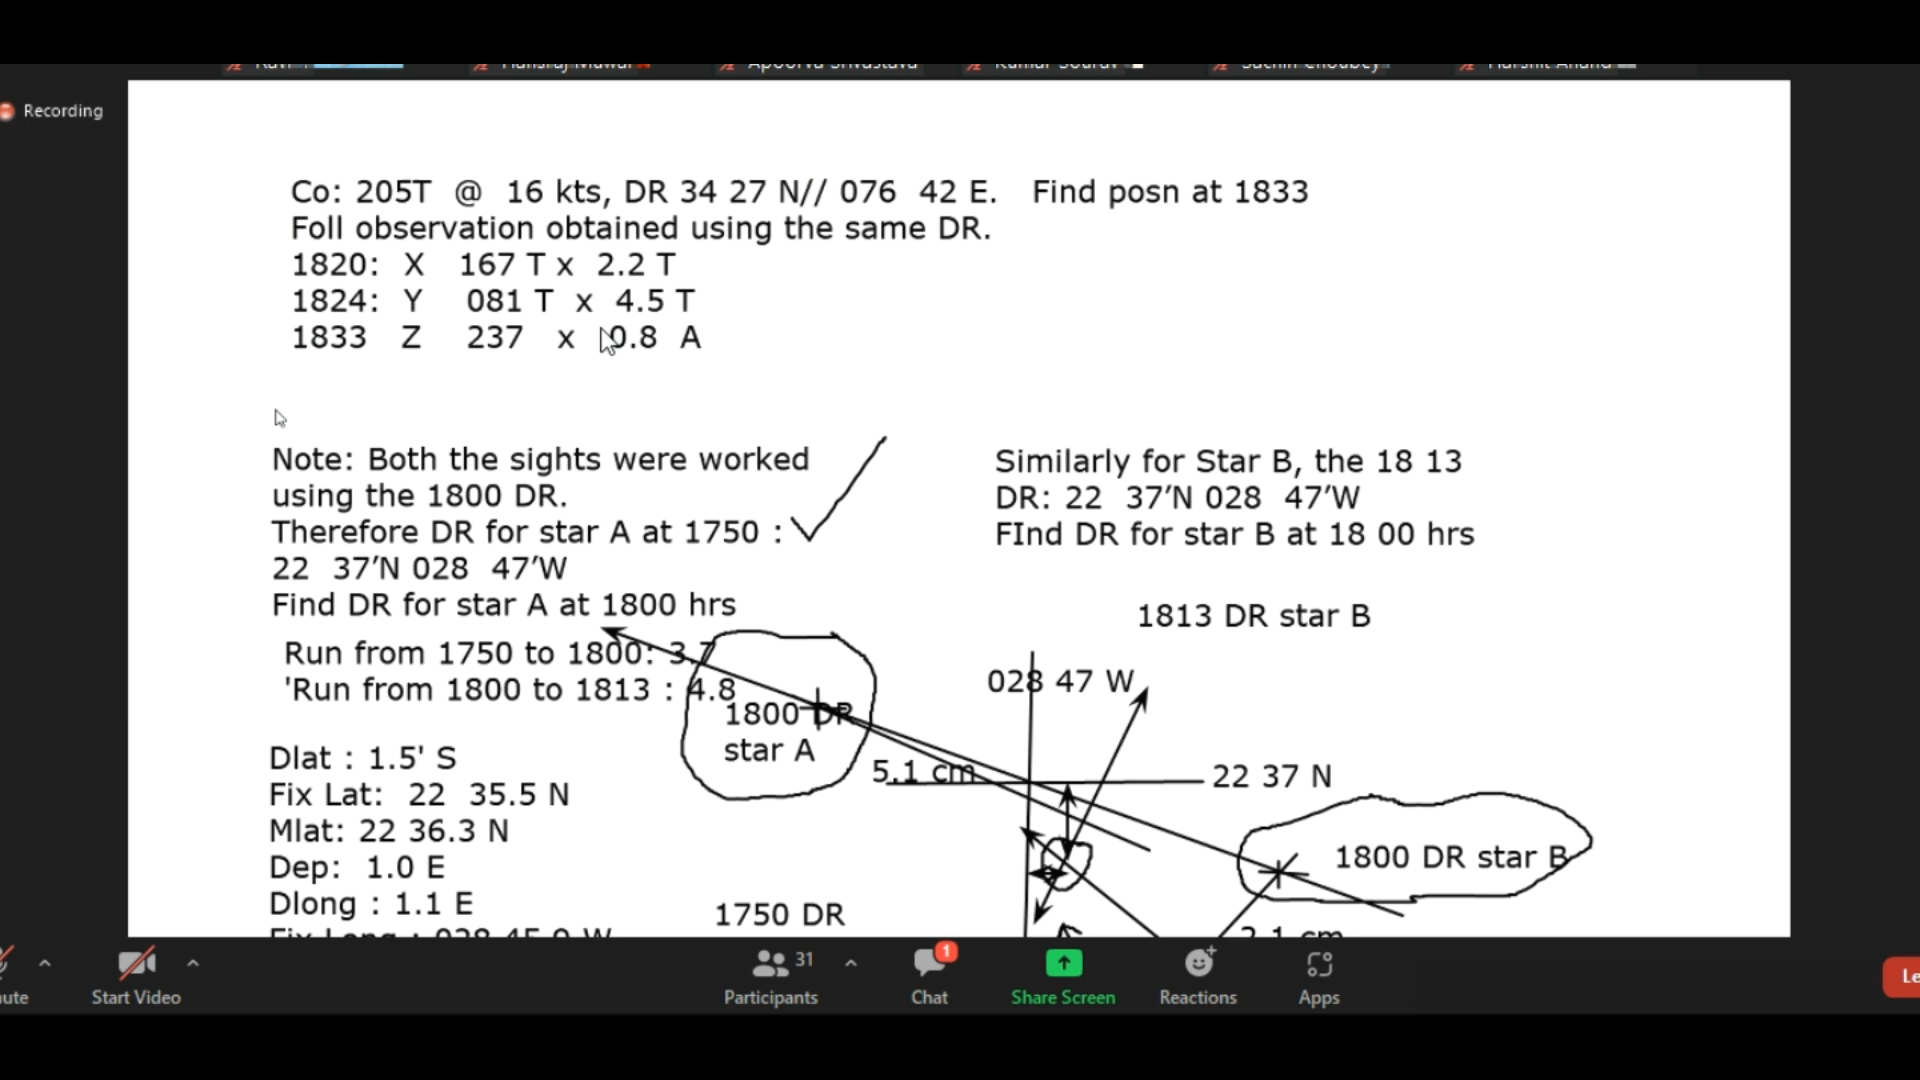 Recording
Co: 205T @ 16 kts, DR 34 27 N// 076 42 E. Find posn at 1833
Foll observation obtained using the same DR.
1820: X 167 T x 2.2 T
1824: Y 081 T x 4.5 T
1833 Z 237 x 0.8 A
Note: Both the sights were worked
using the 1800 DR.
Therefore DR for star A at 1750 :
22 37’N 028 47’W
Find DR for star A at 1800 hrs
Run from 1750 to 1800: 3.7
'Run from 1800 to 1813 : 4.8
Dlat : 1.5' S
Fix Lat: 22 35.5 N
Mlat: 22 36.3 N
Dep: 1.0 E
Dlong : 1.1 E
Similarly for Star B, the 18 13
DR: 22 37’N 028 47’W
FInd DR for star B at 18 00 hrs
1813 DR star B
028 47 W
1800 DR
star A
5.1 cm
22 37 N
1800 DR star B
1750 DR
2.1 cm
Start Video
31
Participants
1
Chat
Share Screen
Reactions
Apps